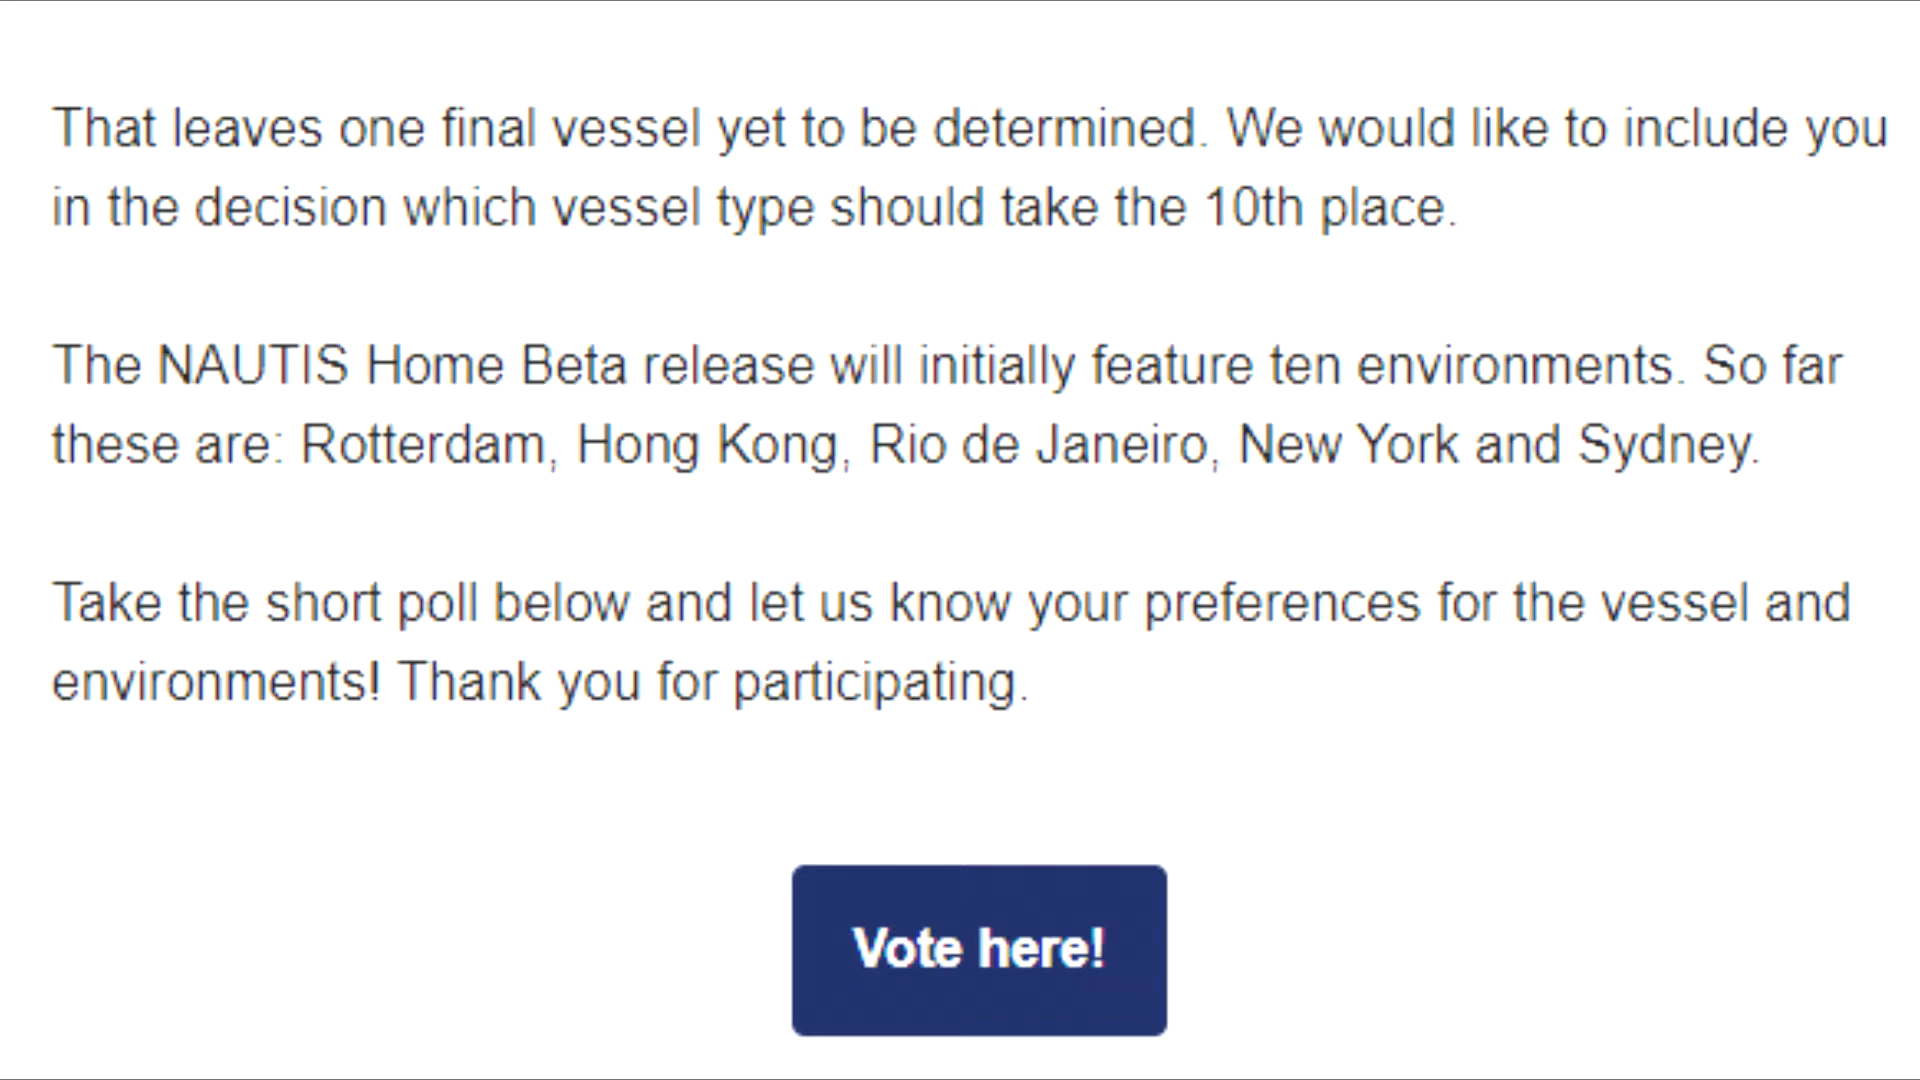 That leaves one final vessel yet to be determined. We would like to include you
in the decision which vessel type should take the 10th place.
The NAUTIS Home Beta release will initially feature ten environments. So far
these are: Rotterdam, Hong Kong, Rio de Janeiro, New York and Sydney.
Take the short poll below and let us know your preferences for the vessel and
environments! Thank you for participating.
Vote here!